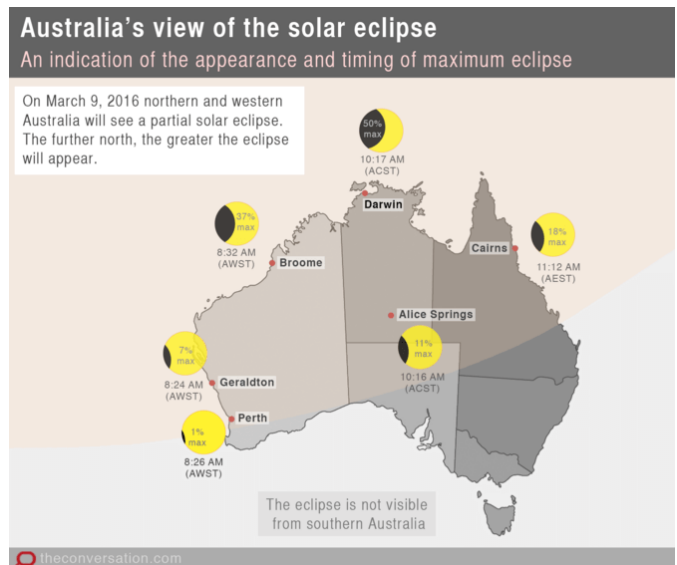 Australia's view of the solar eclipse
An indication of the appearance and timing of maximum eclipse
On March 9, 2016 northern and western
Australia will see a partial solar eclipse.
The further north, the greater the eclipse
will appear.
50%
max
10:17 AM
(ACST)
Darwin
37%
max
8:32 AM
(AWST)
Broome
18%
max
Cairns
11:12 AM
(AEST)
Alice Springs
11%
max
10:16 AM
(ACST)
7%
max
8:24 AM
(AWST)
Geraldton
Perth
1%
max
8:26 AM
(AWST)
The eclipse is not visible
from southern Australia
theconversation.com